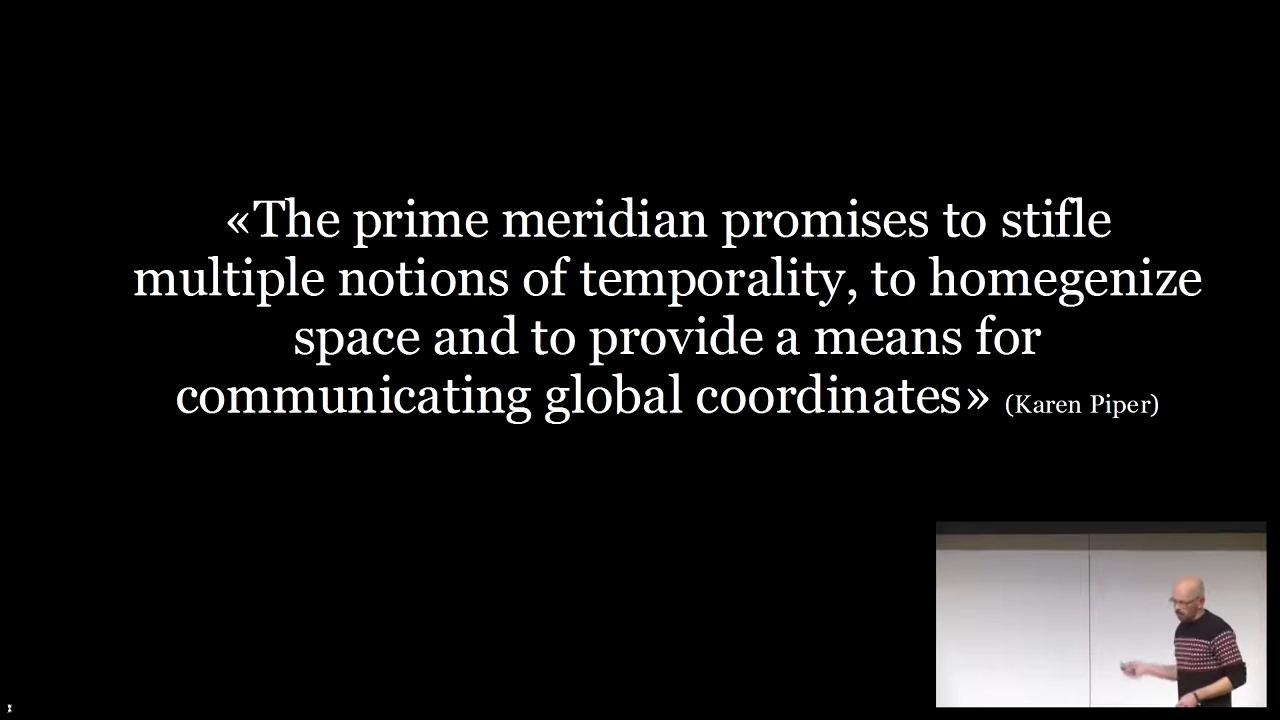 «The prime meridian promises to stifle
multiple notions of temporality, to homegenize
space and to provide a means for
communicating global coordinates» (Karen Piper)